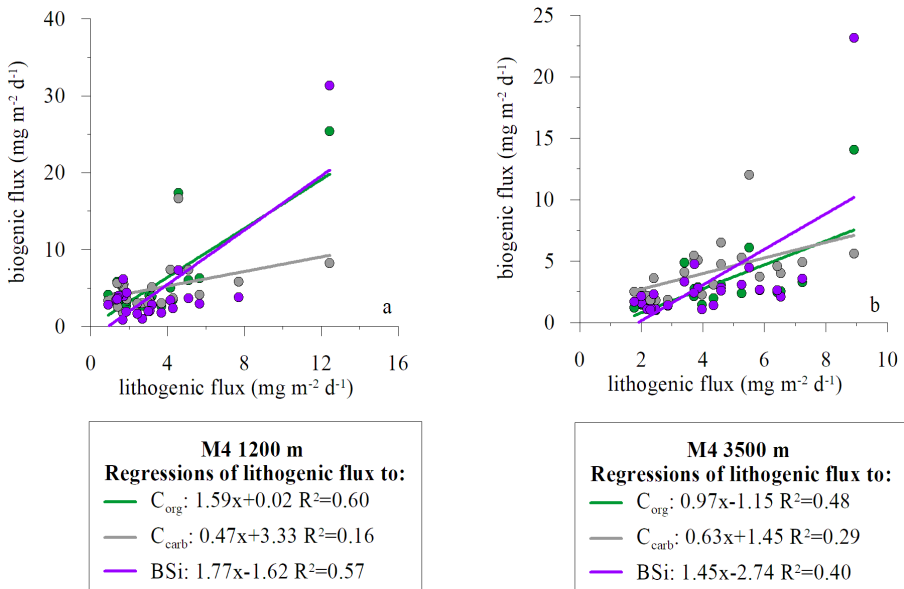 40
30
20
10
0
biogenic flux (mg m⁻² d⁻¹)
a
0 4 8 12 16
lithogenic flux (mg m⁻² d⁻¹)
M4 1200 m
Regressions of lithogenic flux to:
C_org: 1.59x+0.02 R²=0.60
C_carb: 0.47x+3.33 R²=0.16
BSi: 1.77x-1.62 R²=0.57
25
20
15
10
5
0
biogenic flux (mg m⁻² d⁻¹)
b
0 2 4 6 8 10
lithogenic flux (mg m⁻² d⁻¹)
M4 3500 m
Regressions of lithogenic flux to:
C_org: 0.97x-1.15 R²=0.48
C_carb: 0.63x+1.45 R²=0.29
BSi: 1.45x-2.74 R²=0.40